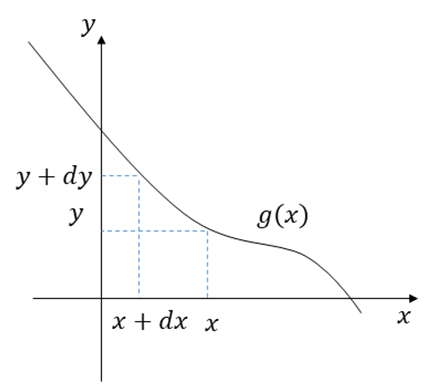 y
y + dy
y
g(x)
x + dx x
x